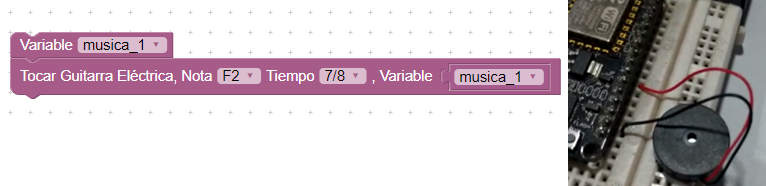 Variable musica_1
Tocar Guitarra Eléctrica, Nota F2 Tiempo 7/8 , Variable musica_1